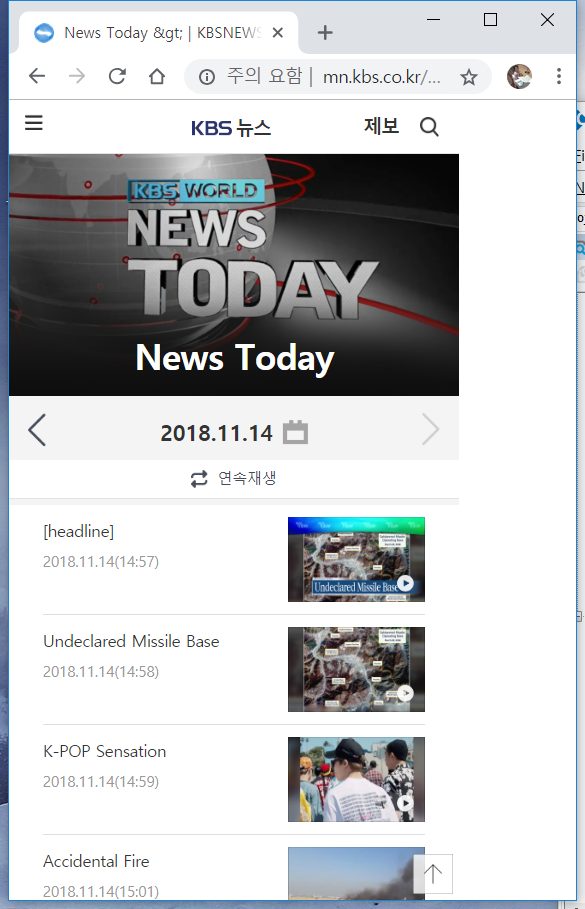 News Today &gt; | KBSNEWS
주의 요함 | mn.kbs.co.kr/...
KBS 뉴스
제보
KBS WORLD
NEWS
TODAY
News Today
2018.11.14
연속재생
[headline]
2018.11.14(14:57)
Undeclared Missile Base
Undeclared Missile Base
2018.11.14(14:58)
K-POP Sensation
2018.11.14(14:59)
Accidental Fire
2018.11.14(15:01)